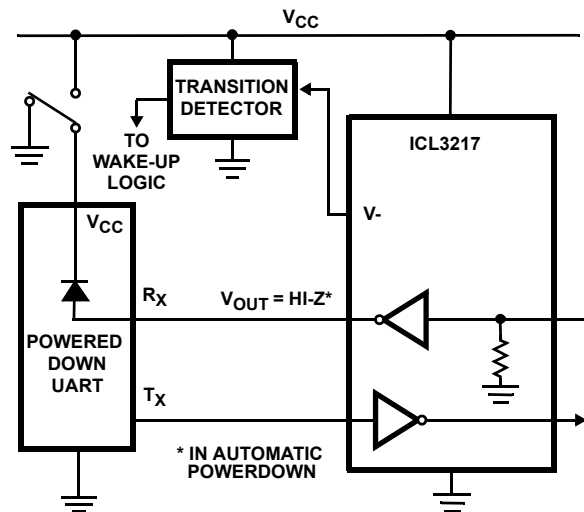 VCC
TRANSITION
DETECTOR
TO
WAKE-UP
LOGIC
ICL3217
V-
VCC
RX
VOUT = HI-Z*
POWERED
DOWN
UART
TX
* IN AUTOMATIC
POWERDOWN